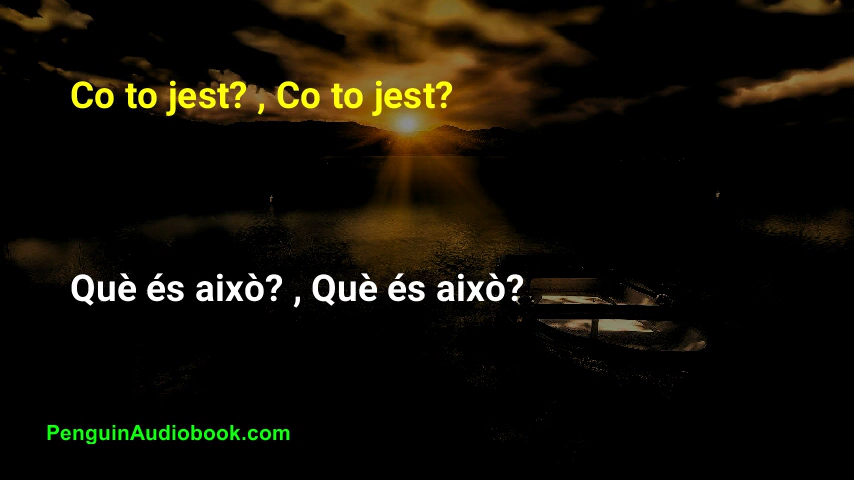 Co to jest? , Co to jest?
Què és això? , Què és això?
PenguinAudiobook.com